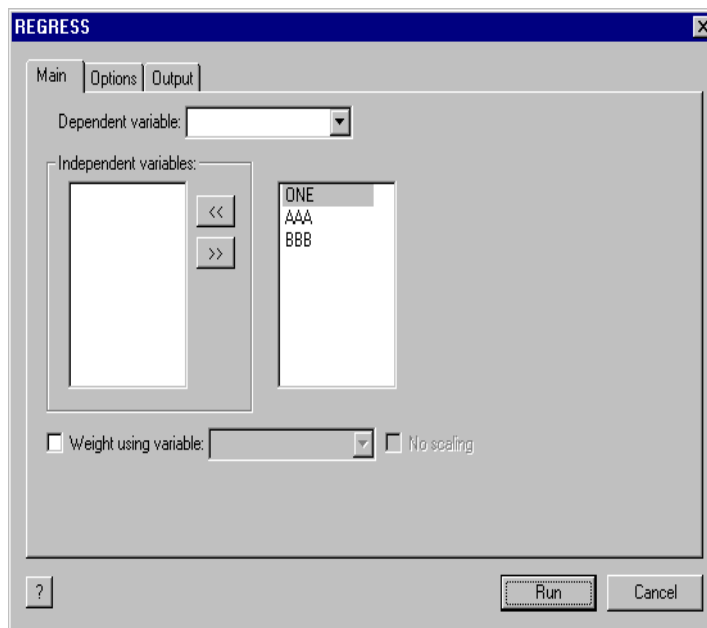 REGRESS
Main Options Output
Dependent variable:
Independent variables:
<<
>>
ONE
AAA
BBB
Weight using variable: No scaling
? Run Cancel